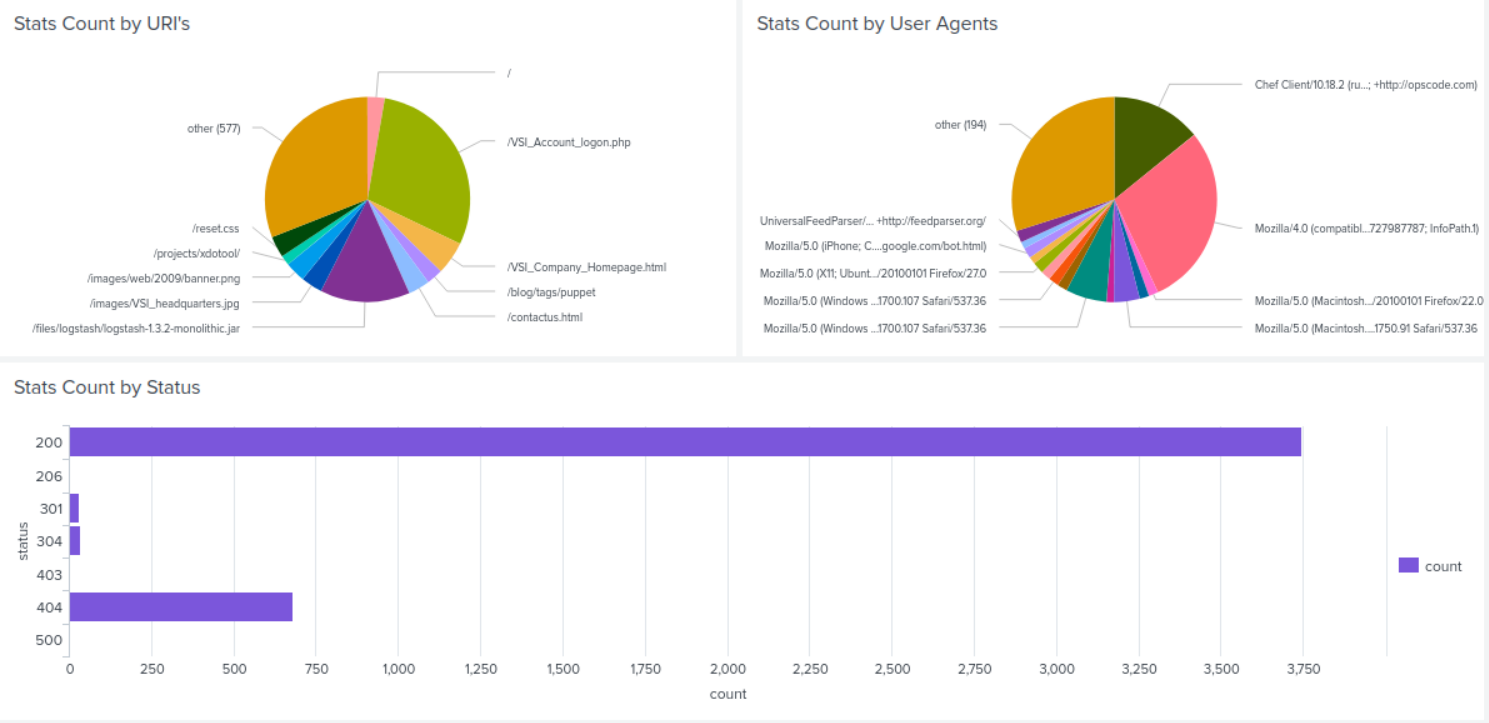 Stats Count by URI's
/
other (577)
/VSI_Account_logon.php
/reset.css
/projects/xdotool/
/VSI_Company_Homepage.html
/images/web/2009/banner.png
/blog/tags/puppet
/images/VSI_headquarters.jpg
/contactus.html
/files/logstash/logstash-1.3.2-monolithic.jar
Stats Count by User Agents
Chef Client/10.18.2 (ru...; +http://opscode.com)
other (194)
UniversalFeedParser/... +http://feedparser.org/
Mozilla/4.0 (compatibl...727987787; InfoPath.1)
Mozilla/5.0 (iPhone; C....google.com/bot.html)
Mozilla/5.0 (X11; Ubunt.../20100101 Firefox/27.0
Mozilla/5.0 (Windows ...1700.107 Safari/537.36
Mozilla/5.0 (Macintosh.../20100101 Firefox/22.0
Mozilla/5.0 (Windows ...1700.107 Safari/537.36
Mozilla/5.0 (Macintosh....1750.91 Safari/537.36
Stats Count by Status
200
206
301
304
403
404
500
status
0 250 500 750 1,000 1,250 1,500 1,750 2,000 2,250 2,500 2,750 3,000 3,250 3,500 3,750
count
count